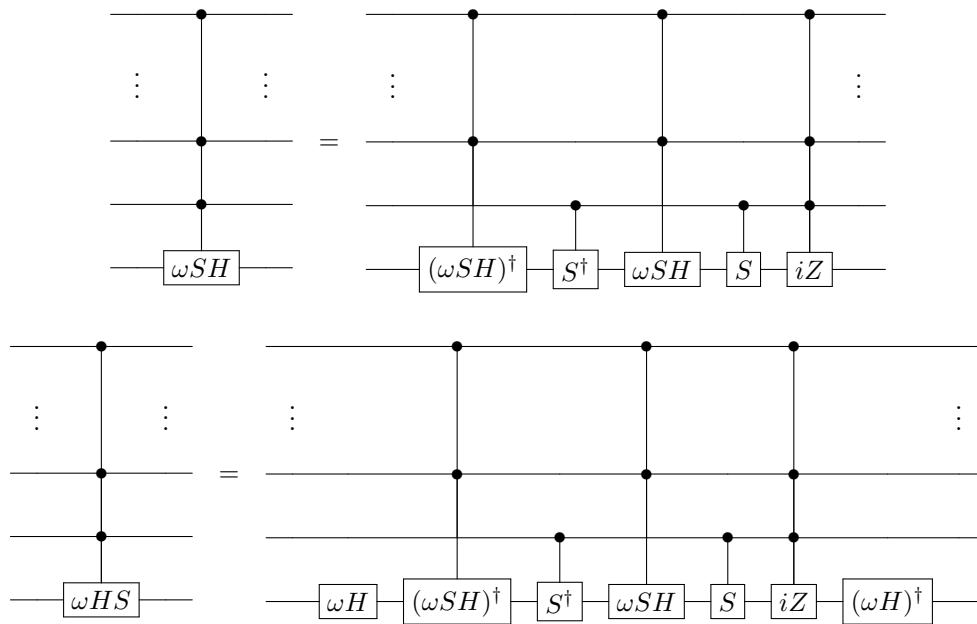 ⋮ ⋮ ⋮ ⋮
=
ωSH (ωSH)† S† ωSH S iZ
⋮ ⋮ ⋮ ⋮
=
ωHS ωH (ωSH)† S† ωSH S iZ (ωH)†